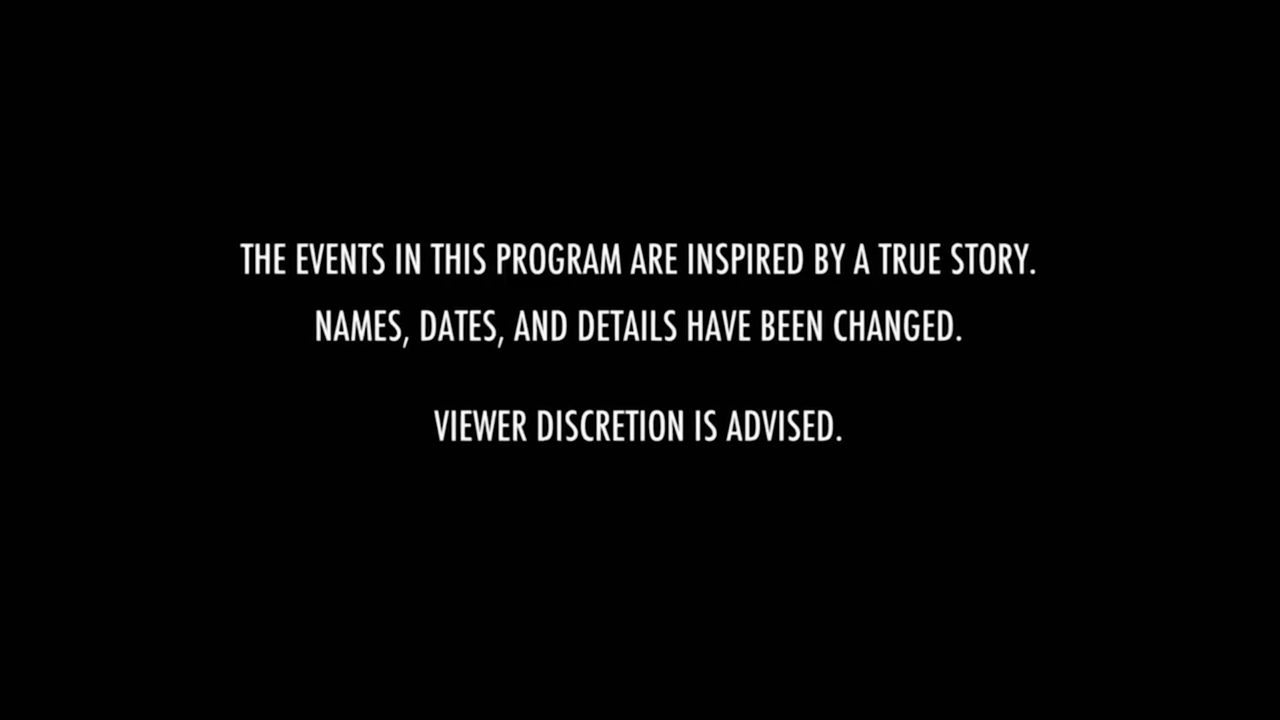 THE EVENTS IN THIS PROGRAM ARE INSPIRED BY A TRUE STORY.
NAMES, DATES, AND DETAILS HAVE BEEN CHANGED.
VIEWER DISCRETION IS ADVISED.